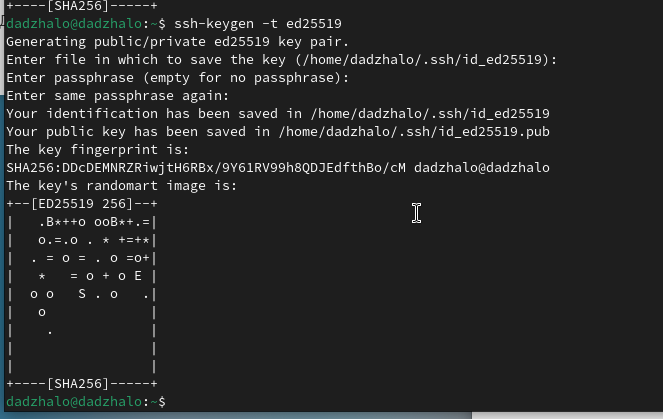 +----[SHA256]-----+
dadzhalo@dadzhalo:~$ ssh-keygen -t ed25519
Generating public/private ed25519 key pair.
Enter file in which to save the key (/home/dadzhalo/.ssh/id_ed25519):
Enter passphrase (empty for no passphrase):
Enter same passphrase again:
Your identification has been saved in /home/dadzhalo/.ssh/id_ed25519
Your public key has been saved in /home/dadzhalo/.ssh/id_ed25519.pub
The key fingerprint is:
SHA256:DDcDEMNRZRiwjtH6RBx/9Y61RV99h8QDJEdfthBo/cM dadzhalo@dadzhalo
The key's randomart image is:
+--[ED25519 256]--+
|   .B*++o ooB*+.=|
|   o.=.o . * +=+*|
|  . = o = . o =o+|
|   *   = o + o E |
|  o o   S . o   .|
|   o             |
|    .            |
|                 |
|                 |
+----[SHA256]-----+
dadzhalo@dadzhalo:~$